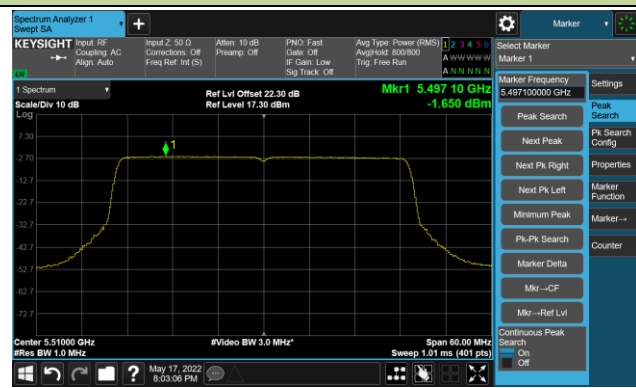 Spectrum Analyzer 1
Swept SA
Marker
KEYSIGHT
Input: RF
Coupling: AC
Align: Auto
Input Z: 50 Ω
Corrections: Off
Freq Ref: Int (S)
Atten: 10 dB
Preamp: Off
PNO: Fast
Gate: Off
IF Gain: Low
Sig Track: Off
Avg Type: Power (RMS)
Avg|Hold: 800/800
Trig: Free Run
1 2 3 4 5 6
A W W W W W
A N N N N N
LW
Select Marker
Marker 1
1 Spectrum
Scale/Div 10 dB
Log
Ref Lvl Offset 22.30 dB
Ref Level 17.30 dBm
Mkr1 5.497 10 GHz
-1.650 dBm
7.30
-2.70
-12.7
-22.7
-32.7
-42.7
-52.7
-62.7
-72.7
1
Center 5.51000 GHz
#Res BW 1.0 MHz
#Video BW 3.0 MHz*
Span 60.00 MHz
Sweep 1.01 ms (401 pts)
Marker Frequency
5.497100000 GHz
Peak Search
Next Peak
Next Pk Right
Next Pk Left
Minimum Peak
Pk-Pk Search
Marker Delta
Mkr→CF
Mkr→Ref Lvl
Continuous Peak
Search
On
Off
Settings
Peak
Search
Pk Search
Config
Properties
Marker
Function
Marker→
Counter
May 17, 2022
8:03:06 PM